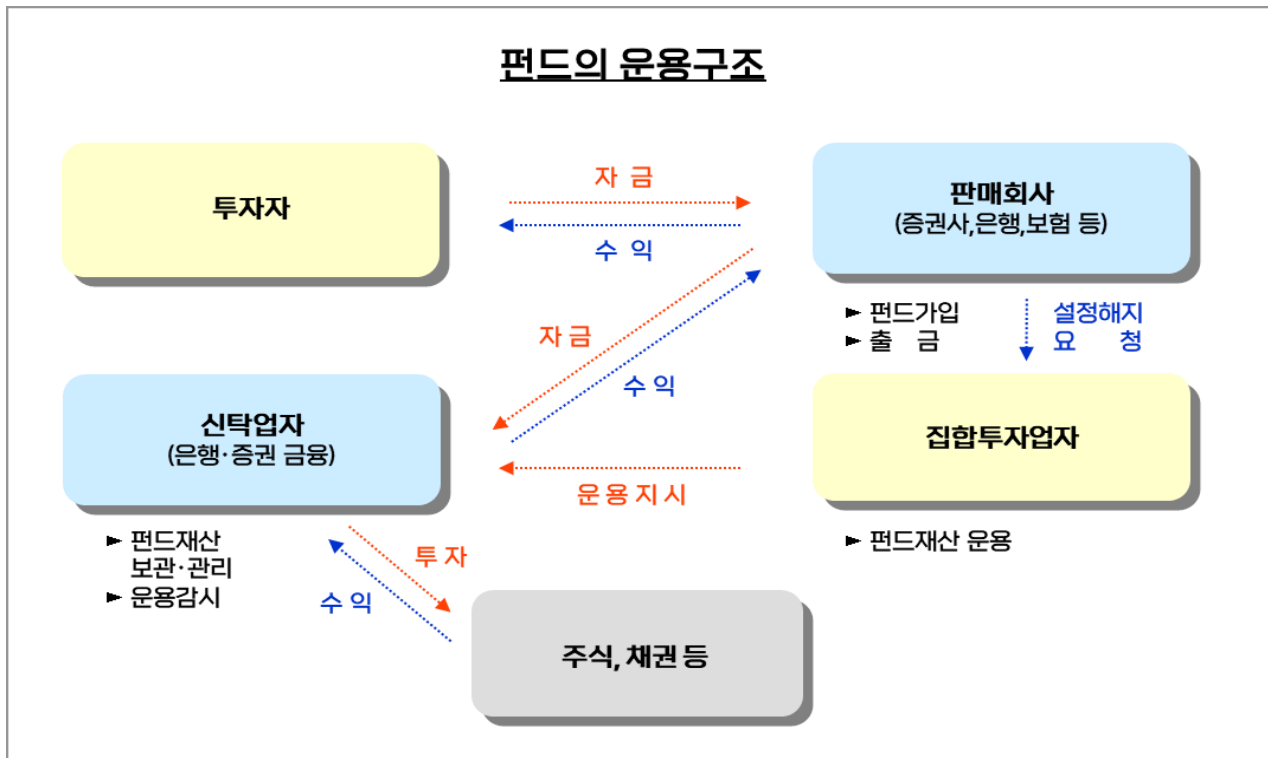 펀드의 운용구조
투자자
자 금
수 익
판매회사
(증권사,은행,보험 등)
► 펀드가입
► 출 금
설정해지
요 청
자 금
수 익
신탁업자
(은행·증권 금융)
집합투자업자
운 용 지 시
► 펀드재산
보관·관리
► 운용감시
► 펀드재산 운용
투 자
수 익
주식, 채권 등